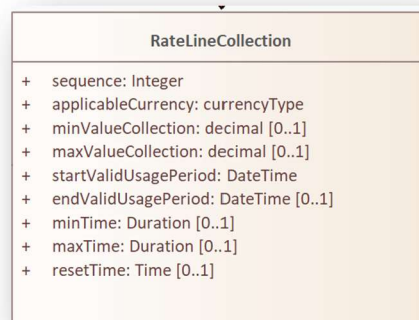 RateLineCollection
+ sequence: Integer
+ applicableCurrency: currencyType
+ minValueCollection: decimal [0..1]
+ maxValueCollection: decimal [0..1]
+ startValidUsagePeriod: DateTime
+ endValidUsagePeriod: DateTime [0..1]
+ minTime: Duration [0..1]
+ maxTime: Duration [0..1]
+ resetTime: Time [0..1]